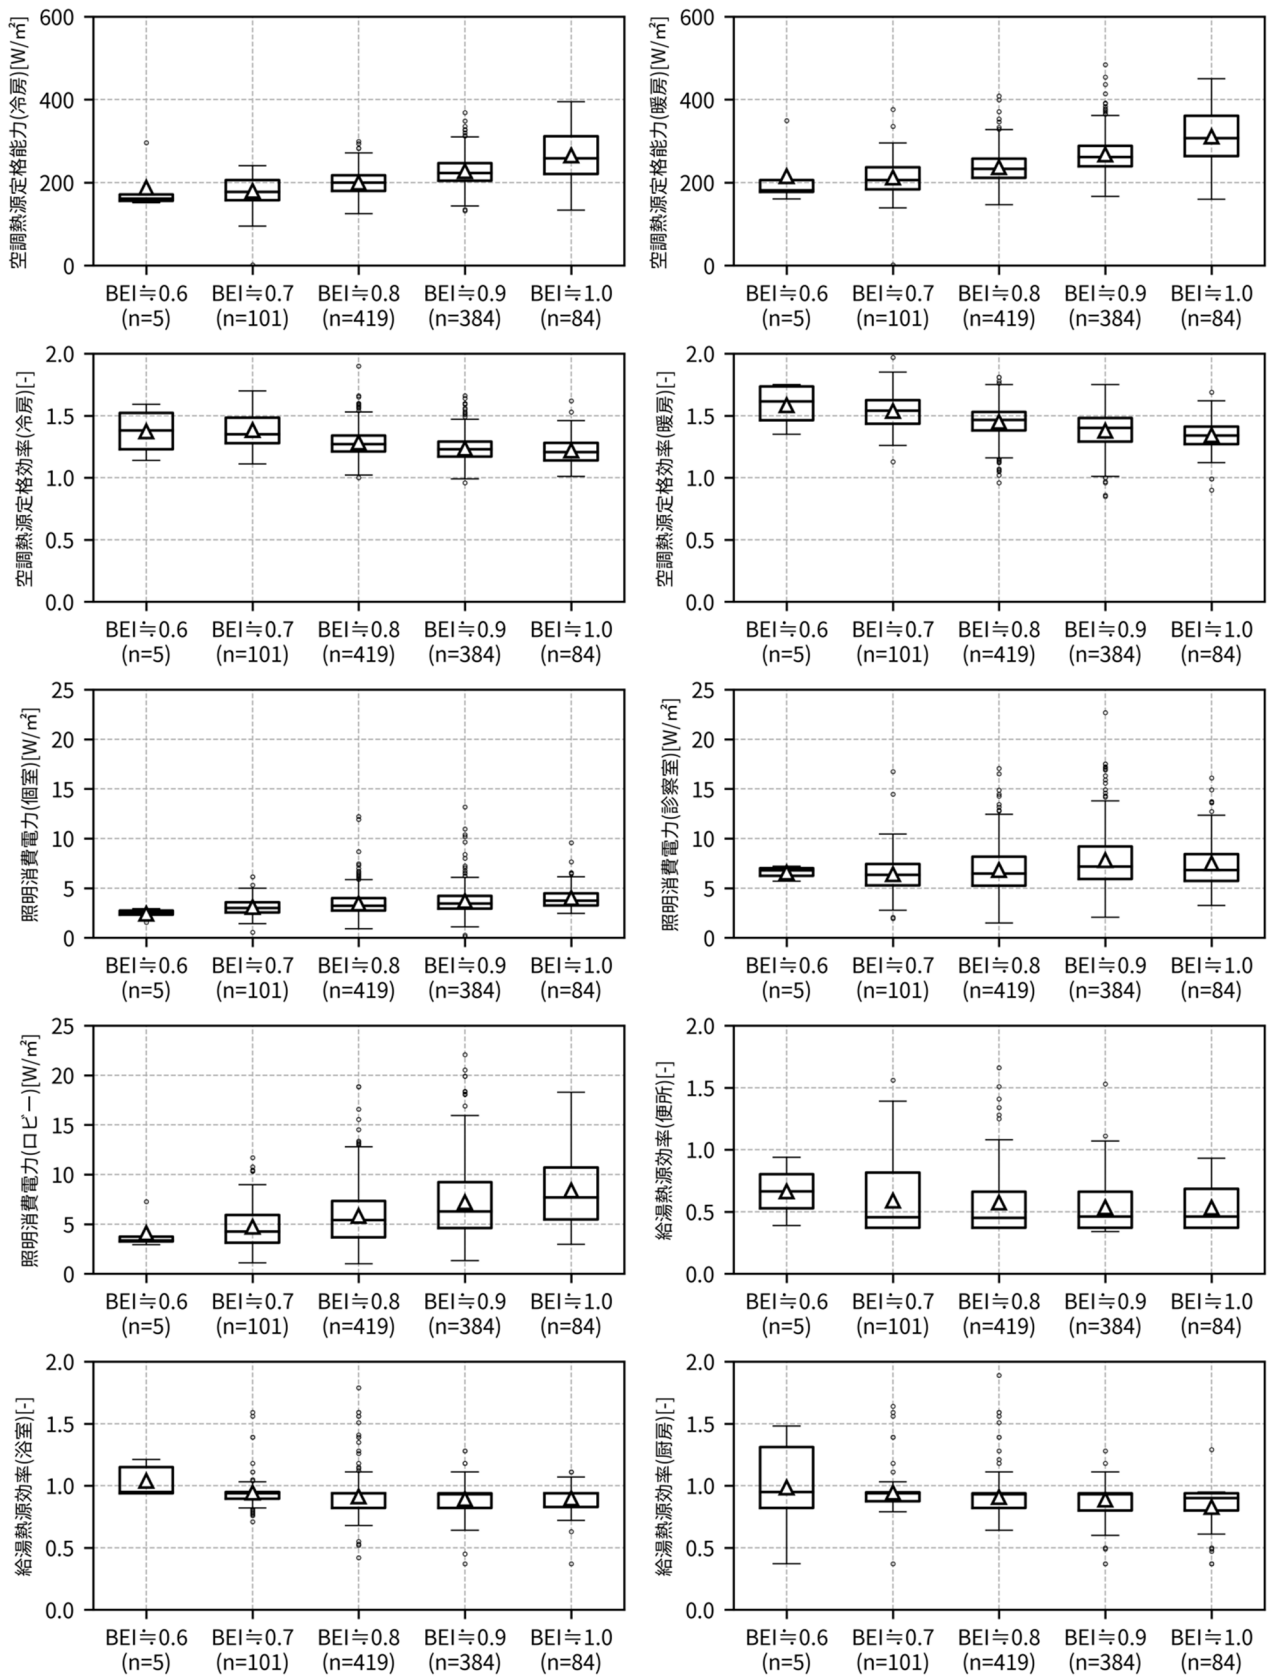 空調熱源定格能力(冷房)[W/㎡]
600
400
200
0
BEI≒0.6 BEI≒0.7 BEI≒0.8 BEI≒0.9 BEI≒1.0
(n=5) (n=101) (n=419) (n=384) (n=84)
空調熱源定格能力(暖房)[W/㎡]
600
400
200
0
BEI≒0.6 BEI≒0.7 BEI≒0.8 BEI≒0.9 BEI≒1.0
(n=5) (n=101) (n=419) (n=384) (n=84)
空調熱源定格効率(冷房)[-]
2.0
1.5
1.0
0.5
0.0
BEI≒0.6 BEI≒0.7 BEI≒0.8 BEI≒0.9 BEI≒1.0
(n=5) (n=101) (n=419) (n=384) (n=84)
空調熱源定格効率(暖房)[-]
2.0
1.5
1.0
0.5
0.0
BEI≒0.6 BEI≒0.7 BEI≒0.8 BEI≒0.9 BEI≒1.0
(n=5) (n=101) (n=419) (n=384) (n=84)
照明消費電力(個室)[W/㎡]
25
20
15
10
5
0
BEI≒0.6 BEI≒0.7 BEI≒0.8 BEI≒0.9 BEI≒1.0
(n=5) (n=101) (n=419) (n=384) (n=84)
照明消費電力(診察室)[W/㎡]
25
20
15
10
5
0
BEI≒0.6 BEI≒0.7 BEI≒0.8 BEI≒0.9 BEI≒1.0
(n=5) (n=101) (n=419) (n=384) (n=84)
照明消費電力(ロビー)[W/㎡]
25
20
15
10
5
0
BEI≒0.6 BEI≒0.7 BEI≒0.8 BEI≒0.9 BEI≒1.0
(n=5) (n=101) (n=419) (n=384) (n=84)
給湯熱源効率(便所)[-]
2.0
1.5
1.0
0.5
0.0
BEI≒0.6 BEI≒0.7 BEI≒0.8 BEI≒0.9 BEI≒1.0
(n=5) (n=101) (n=419) (n=384) (n=84)
給湯熱源効率(浴室)[-]
2.0
1.5
1.0
0.5
0.0
BEI≒0.6 BEI≒0.7 BEI≒0.8 BEI≒0.9 BEI≒1.0
(n=5) (n=101) (n=419) (n=384) (n=84)
給湯熱源効率(厨房)[-]
2.0
1.5
1.0
0.5
0.0
BEI≒0.6 BEI≒0.7 BEI≒0.8 BEI≒0.9 BEI≒1.0
(n=5) (n=101) (n=419) (n=384) (n=84)